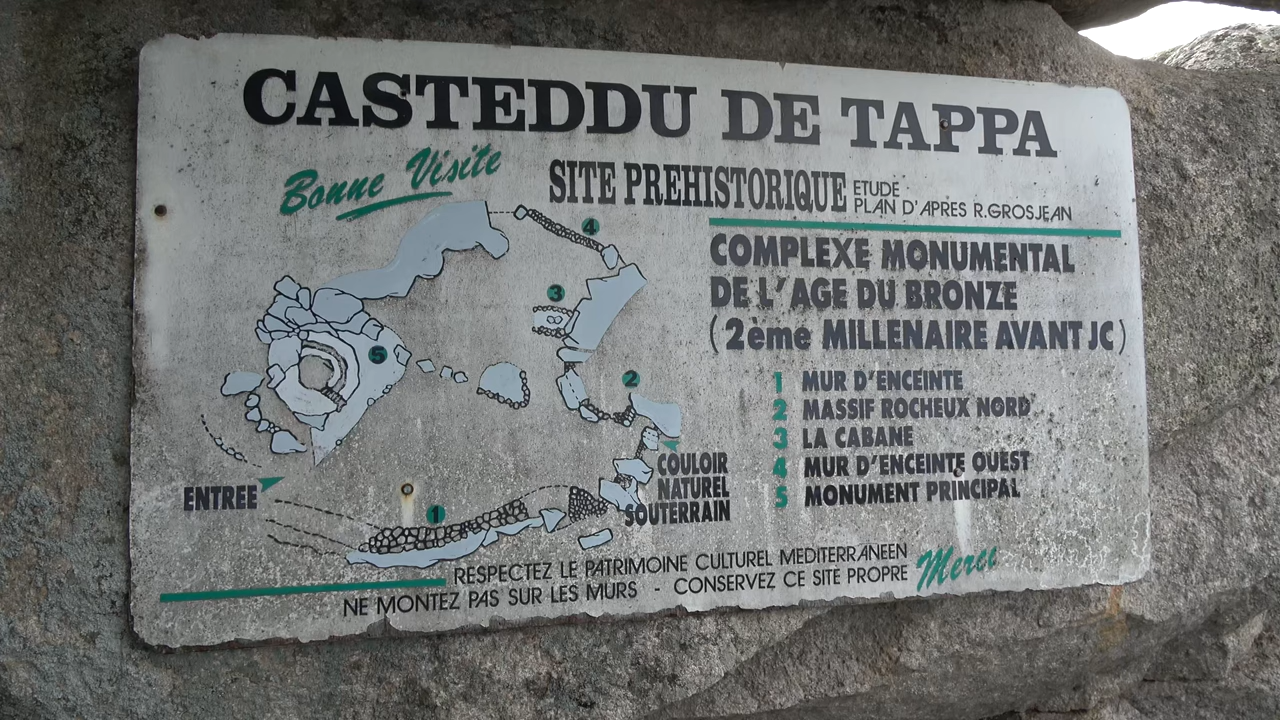 CASTEDDU DE TAPPA
Bonne Visite
SITE PREHISTORIQUE
ETUDE
PLAN D'APRES R.GROSJEAN
COMPLEXE MONUMENTAL
DE L'AGE DU BRONZE
(2ème MILLENAIRE AVANT JC)
1 MUR D'ENCEINTE
2 MASSIF ROCHEUX NORD
3 LA CABANE
4 MUR D'ENCEINTE OUEST
5 MONUMENT PRINCIPAL
4
3
5
2
COULOIR
NATUREL
SOUTERRAIN
ENTREE
1
RESPECTEZ LE PATRIMOINE CULTUREL MEDITERRANEEN
NE MONTEZ PAS SUR LES MURS - CONSERVEZ CE SITE PROPRE
Merci